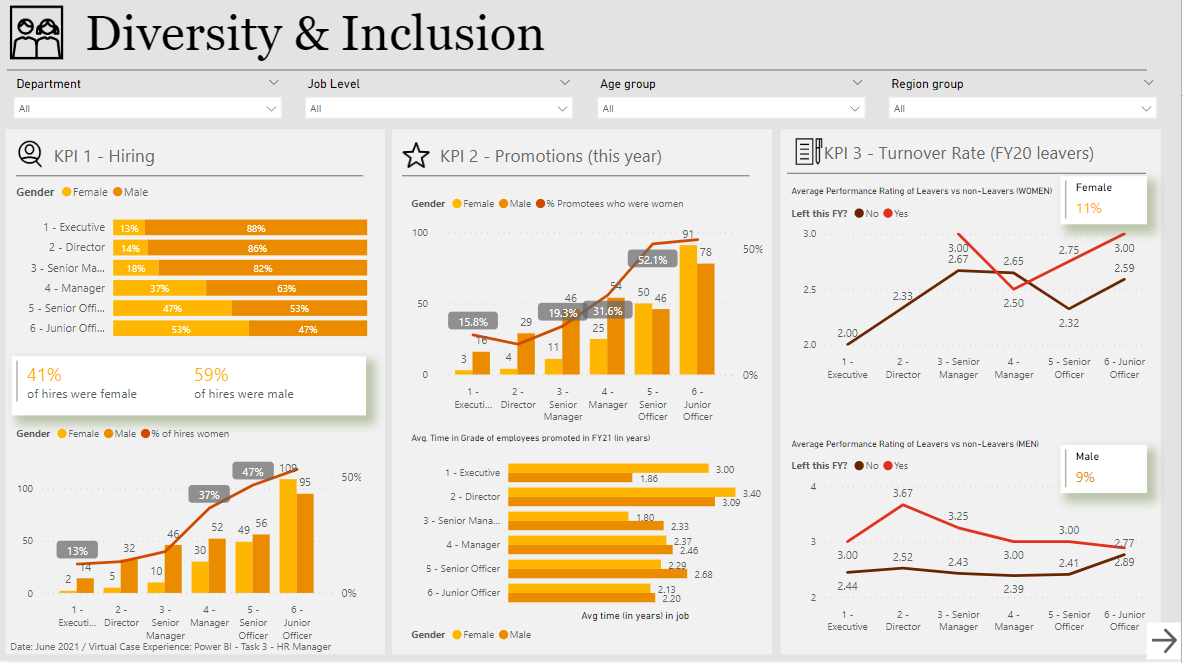 Diversity & Inclusion
Department
Job Level
Age group
Region group
All
All
All
All
KPI 1 - Hiring
Gender Female Male
1 - Executive 13% 88%
2 - Director 14% 86%
3 - Senior Ma... 18% 82%
4 - Manager 37% 63%
5 - Senior Offi... 47% 53%
6 - Junior Offi... 53% 47%
41%
of hires were female
59%
of hires were male
Gender Female Male % of hires women
100
50
0
50%
0%
13%
37%
47%
2 14
5 32
10 46
30 52
49 56
109 95
1 - Executi...
2 - Director
3 - Senior Manager
4 - Manager
5 - Senior Officer
6 - Junior Officer
Date: June 2021 / Virtual Case Experience: Power BI - Task 3 - HR Manager
KPI 2 - Promotions (this year)
Gender Female Male % Promotees who were women
100
50
0
50%
0%
15.8%
19.3%
31.6%
52.1%
3 16
4 29
11 46
25 54
50 46
91 78
1 - Executi...
2 - Director
3 - Senior Manager
4 - Manager
5 - Senior Officer
6 - Junior Officer
Avg. Time in Grade of employees promoted in FY21 (in years)
1 - Executive 3.00 1.86
2 - Director 3.40 3.09
3 - Senior Mana... 1.80 2.33
4 - Manager 2.37 2.46
5 - Senior Officer 2.29 2.68
6 - Junior Officer 2.13 2.20
Avg time (in years) in job
Gender Female Male
KPI 3 - Turnover Rate (FY20 leavers)
Average Performance Rating of Leavers vs non-Leavers (WOMEN)
Left this FY? No Yes
Female
11%
3.0
2.5
2.0
3.00
2.50
2.75
3.00
2.00
2.33
2.67
2.65
2.32
2.59
1 - Executive
2 - Director
3 - Senior Manager
4 - Manager
5 - Senior Officer
6 - Junior Officer
Average Performance Rating of Leavers vs non-Leavers (MEN)
Left this FY? No Yes
Male
9%
4
3
2
3.00
3.67
3.25
3.00
3.00
2.77
2.44
2.52
2.43
2.39
2.41
2.89
1 - Executive
2 - Director
3 - Senior Manager
4 - Manager
5 - Senior Officer
6 - Junior Officer